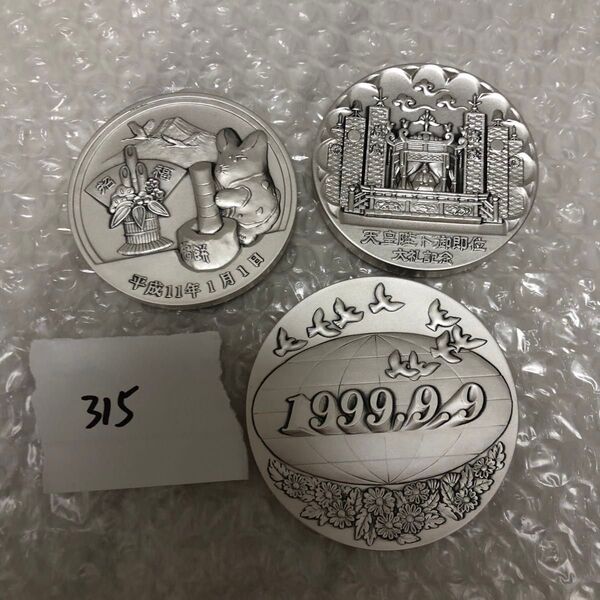 招福
平成11年1月1日
天皇陛下御即位
大礼記念
1999.9.9
315